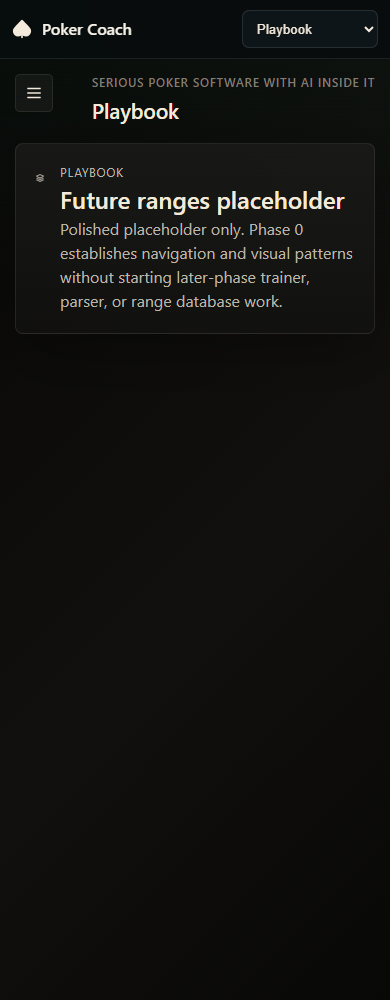 Poker Coach
Playbook
SERIOUS POKER SOFTWARE WITH AI INSIDE IT
Playbook
PLAYBOOK
Future ranges placeholder
Polished placeholder only. Phase 0
establishes navigation and visual patterns
without starting later-phase trainer,
parser, or range database work.